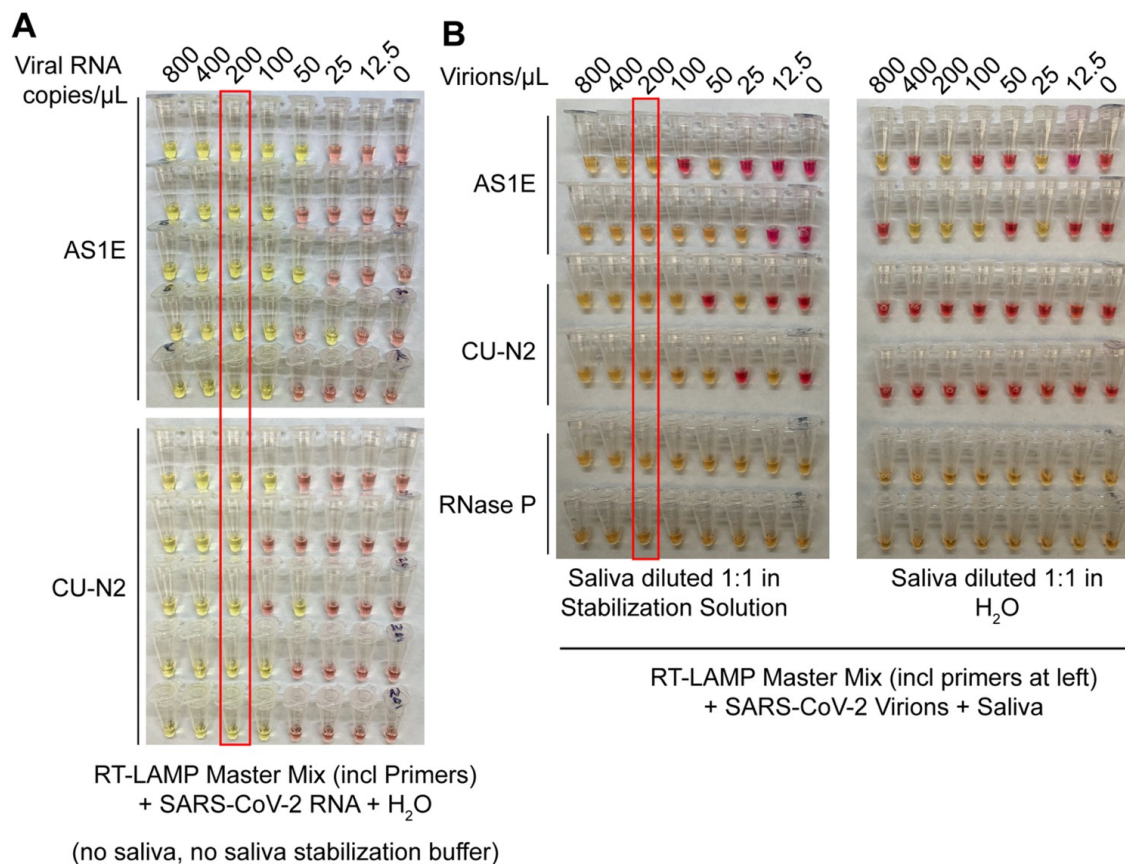 A
Viral RNA
copies/µL
800 400 200 100 50 25 12.5 0
AS1E
CU-N2
RT-LAMP Master Mix (incl Primers)
+ SARS-CoV-2 RNA + H₂O
(no saliva, no saliva stabilization buffer)
B
Virions/µL
800 400 200 100 50 25 12.5 0
800 400 200 100 50 25 12.5 0
AS1E
CU-N2
RNase P
Saliva diluted 1:1 in
Stabilization Solution
Saliva diluted 1:1 in
H₂O
RT-LAMP Master Mix (incl primers at left)
+ SARS-CoV-2 Virions + Saliva